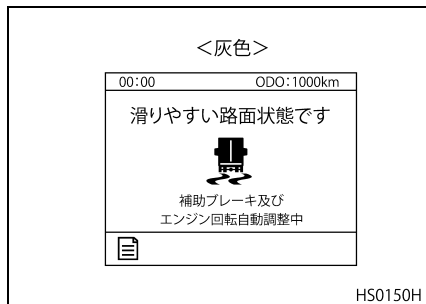 ＜灰色＞
00:00 ODO:1000km
滑りやすい路面状態です
補助ブレーキ及び
エンジン回転自動調整中
HS0150H